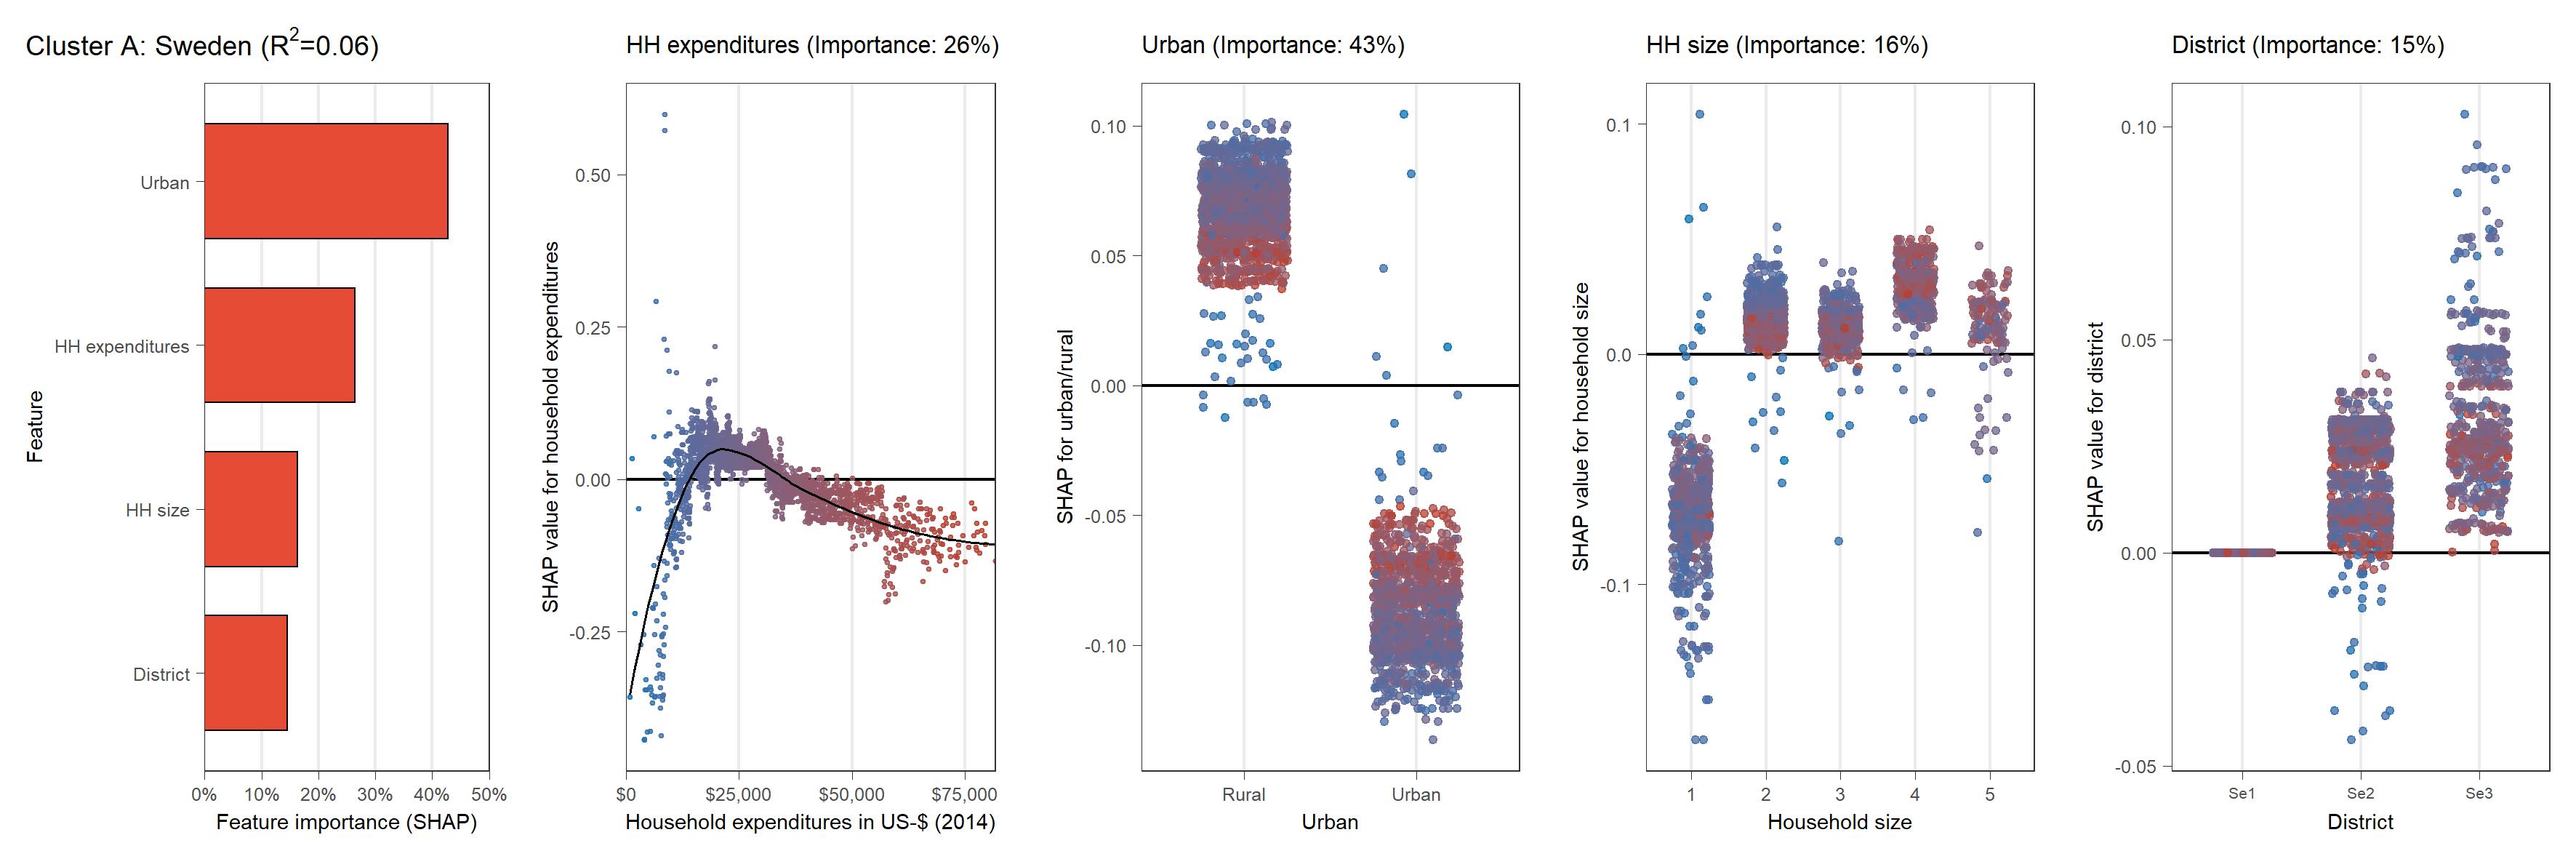 Cluster A: Sweden (R2=0.06)
Feature
Urban
HH expenditures
HH size
District
0%
10%
20%
30%
40%
50%
Feature importance (SHAP)
HH expenditures (Importance: 26%)
SHAP value for household expenditures
0.50
0.25
0.00
-0.25
$0
$25,000
$50,000
$75,000
Household expenditures in US-$ (2014)
Urban (Importance: 43%)
SHAP for urban/rural
0.10
0.05
0.00
-0.05
-0.10
Rural
Urban
Urban
HH size (Importance: 16%)
SHAP value for household size
0.1
0.0
-0.1
1
2
3
4
5
Household size
District (Importance: 15%)
SHAP value for district
0.10
0.05
0.00
-0.05
Se1
Se2
Se3
District